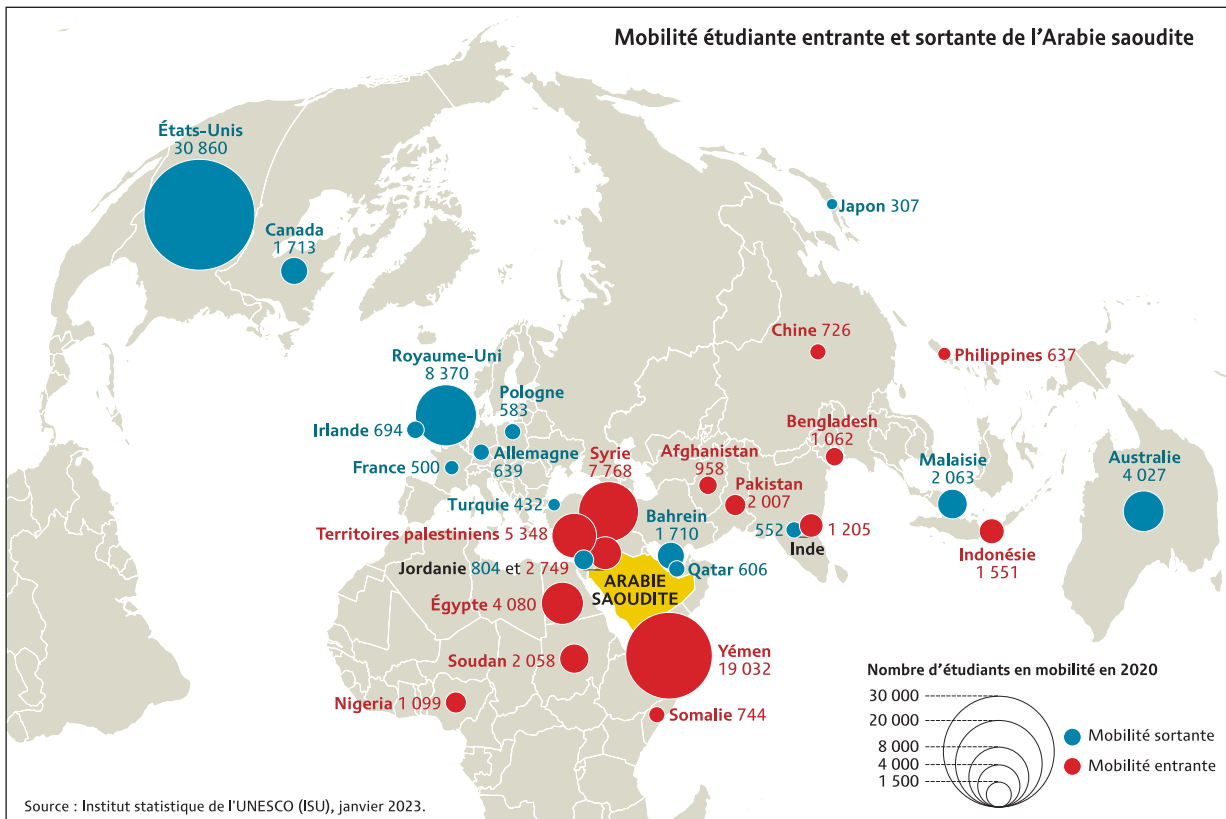 Mobilité étudiante entrante et sortante de l'Arabie saoudite
États-Unis
30 860
Canada
1 713
Japon 307
Chine 726
Philippines 637
Royaume-Uni
8 370
Pologne
583
Irlande 694
Allemagne
639
France 500
Turquie 432
Syrie
7 768
Afghanistan
958
Pakistan
2 007
Bengladesh
1 062
Malaisie
2 063
Australie
4 027
Territoires palestiniens 5 348
Bahrein
1 710
552
1 205
Inde
Indonésie
1 551
Jordanie 804 et 2 749
Qatar 606
ARABIE
SAOUDITE
Égypte 4 080
Soudan 2 058
Yémen
19 032
Nigeria 1 099
Somalie 744
Nombre d'étudiants en mobilité en 2020
30 000
20 000
8 000
4 000
1 500
Mobilité sortante
Mobilité entrante
Source : Institut statistique de l'UNESCO (ISU), janvier 2023.